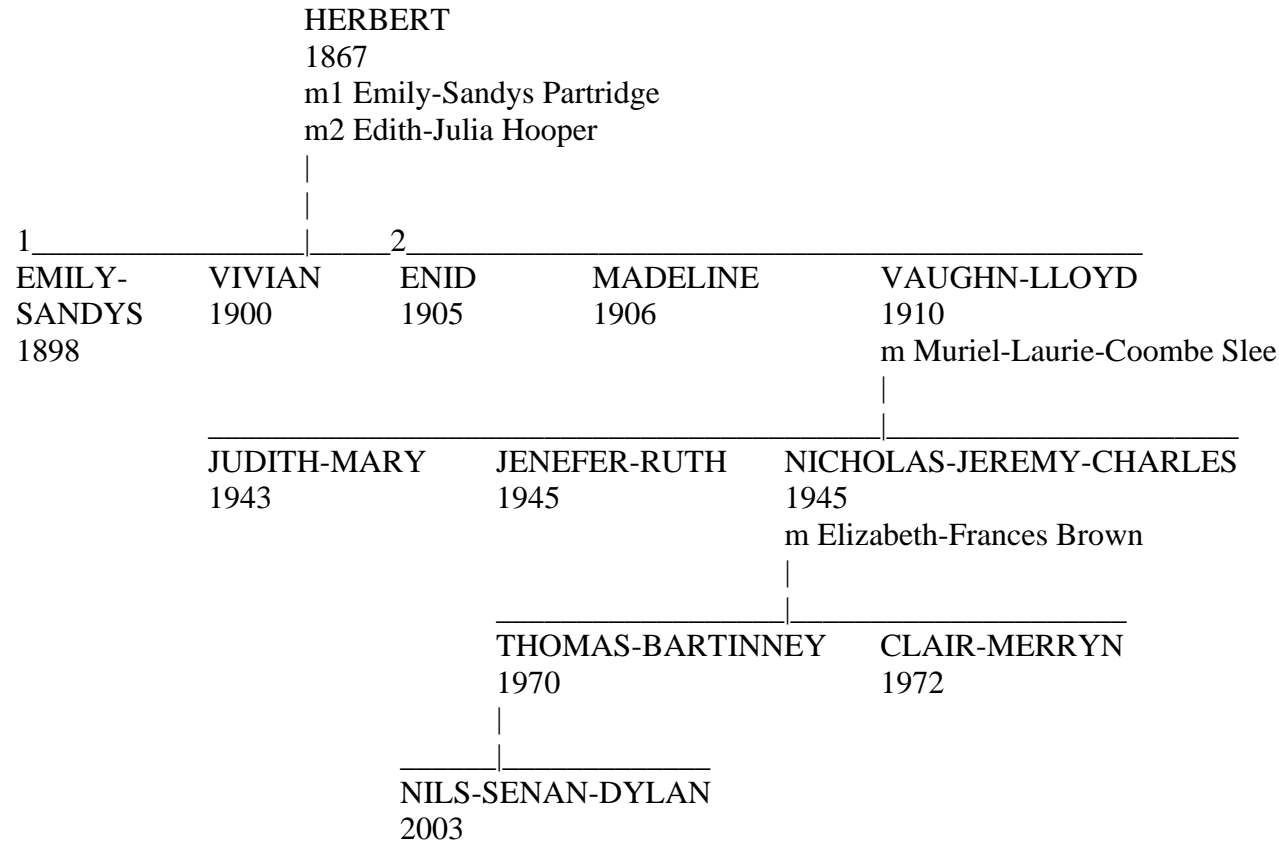 HERBERT
1867
m1 Emily-Sandys Partridge
m2 Edith-Julia Hooper
1 2
EMILY- VIVIAN ENID MADELINE VAUGHN-LLOYD
SANDYS 1900 1905 1906 1910
1898 m Muriel-Laurie-Coombe Slee
JUDITH-MARY JENEFER-RUTH NICHOLAS-JEREMY-CHARLES
1943 1945 1945
m Elizabeth-Frances Brown
THOMAS-BARTINNEY CLAIR-MERRYN
1970 1972
NILS-SENAN-DYLAN
2003